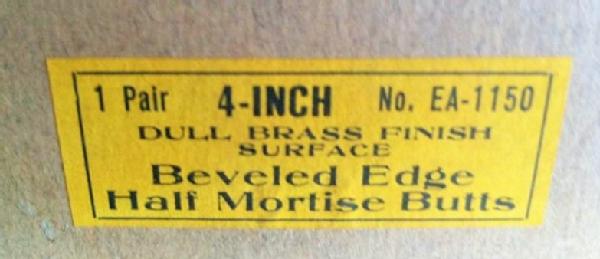 1 Pair 4-INCH No. EA-1150
DULL BRASS FINISH
SURFACE
Beveled Edge
Half Mortise Butts